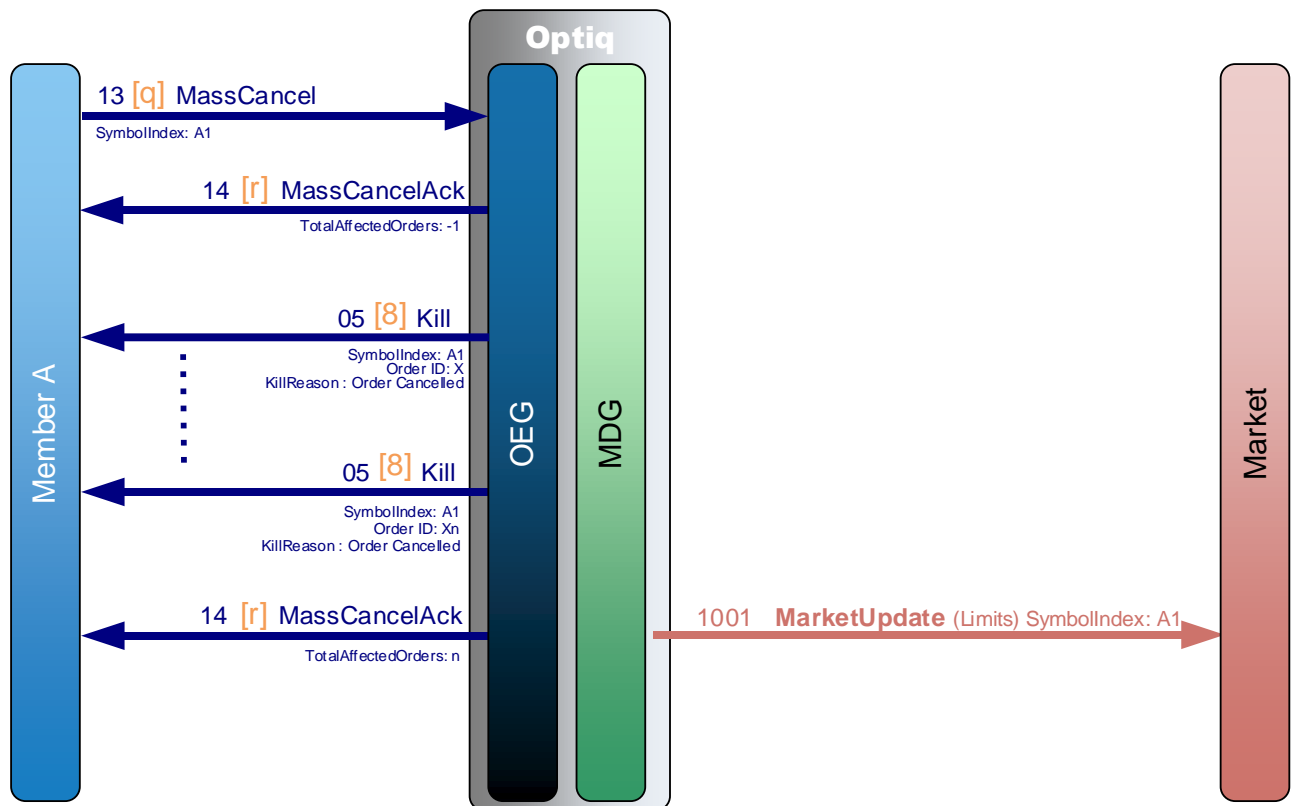 Optiq
13 [q] MassCancel
SymbolIndex: A1
14 [r] MassCancelAck
TotalAffectedOrders: -1
05 [8] Kill
SymbolIndex: A1
Order ID: X
KillReason : Order Cancelled
05 [8] Kill
SymbolIndex: A1
Order ID: Xn
KillReason : Order Cancelled
14 [r] MassCancelAck
TotalAffectedOrders: n
Member A
OEG
MDG
1001 MarketUpdate (Limits) SymbolIndex: A1
Market